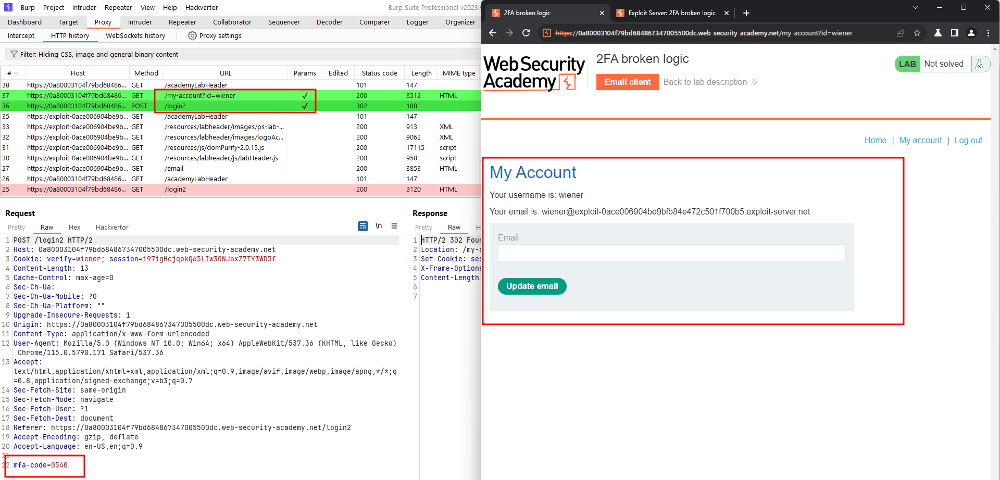 Burp Project Intruder Repeater View Help Hackvertor Burp Suite Professional v2023.9
Dashboard Target Proxy Intruder Repeater Collaborator Sequencer Decoder Comparer Logger Organizer
Intercept HTTP history WebSockets history Proxy settings
Filter: Hiding CSS, image and general binary content
# Host Method URL Params Edited Status code Length MIME type
38 https://0a80003104f79bd68486... GET /academyLabHeader 101 147
37 https://0a80003104f79bd68486... GET /my-account?id=wiener ✓ 200 3512 HTML
36 https://0a80003104f79bd68486... POST /login2 ✓ 302 188
35 https://exploit-0ace006904be9b... GET /academyLabHeader 101 147
33 https://exploit-0ace006904be9b... GET /resources/labheader/images/ps-lab-... 200 913 XML
32 https://exploit-0ace006904be9b... GET /resources/labheader/images/logoAc... 200 9062 XML
31 https://exploit-0ace006904be9b... GET /resources/js/domPurify-2.0.15.js 200 17115 script
30 https://exploit-0ace006904be9b... GET /resources/labheader/js/labHeader.js 200 958 script
27 https://exploit-0ace006904be9b... GET /email 200 3853 HTML
26 https://0a80003104f79bd68486... GET /academyLabHeader 101 147
25 https://0a80003104f79bd68486... GET /login2 200 3120 HTML
Request
Pretty Raw Hex Hackvertor \n
1 POST /login2 HTTP/2
2 Host: 0a80003104f79bd684867347005500dc.web-security-academy.net
3 Cookie: verify=wiener; session=i97igHcjqokQ65LIw3ONJaxZ7TY3WD5f
4 Content-Length: 13
5 Cache-Control: max-age=0
6 Sec-Ch-Ua:
7 Sec-Ch-Ua-Mobile: ?0
8 Sec-Ch-Ua-Platform: ""
9 Upgrade-Insecure-Requests: 1
10 Origin: https://0a80003104f79bd684867347005500dc.web-security-academy.net
11 Content-Type: application/x-www-form-urlencoded
12 User-Agent: Mozilla/5.0 (Windows NT 10.0; Win64; x64) AppleWebKit/537.36 (KHTML, like Gecko)
Chrome/115.0.5790.171 Safari/537.36
13 Accept:
text/html,application/xhtml+xml,application/xml;q=0.9,image/avif,image/webp,image/apng,*/*;q
=0.8,application/signed-exchange;v=b3;q=0.7
14 Sec-Fetch-Site: same-origin
15 Sec-Fetch-Mode: navigate
16 Sec-Fetch-User: ?1
17 Sec-Fetch-Dest: document
18 Referer: https://0a80003104f79bd684867347005500dc.web-security-academy.net/login2
19 Accept-Encoding: gzip, deflate
20 Accept-Language: en-US,en;q=0.9
21
22 mfa-code=0540
Response
Pretty Raw H
1 HTTP/2 302 Foun
2 Location: /my-a
3 Set-Cookie: ses
4 X-Frame-Options
5 Content-Length:
6
7
2FA broken logic Exploit Server: 2FA broken logic
https://0a80003104f79bd684867347005500dc.web-security-academy.net/my-account?id=wiener
Web Security
Academy
2FA broken logic
Email client Back to lab description
LAB Not solved
Home | My account | Log out
My Account
Your username is: wiener
Your email is: wiener@exploit-0ace006904be9bfb84e472c501f700b5.exploit-server.net
Email
Update email